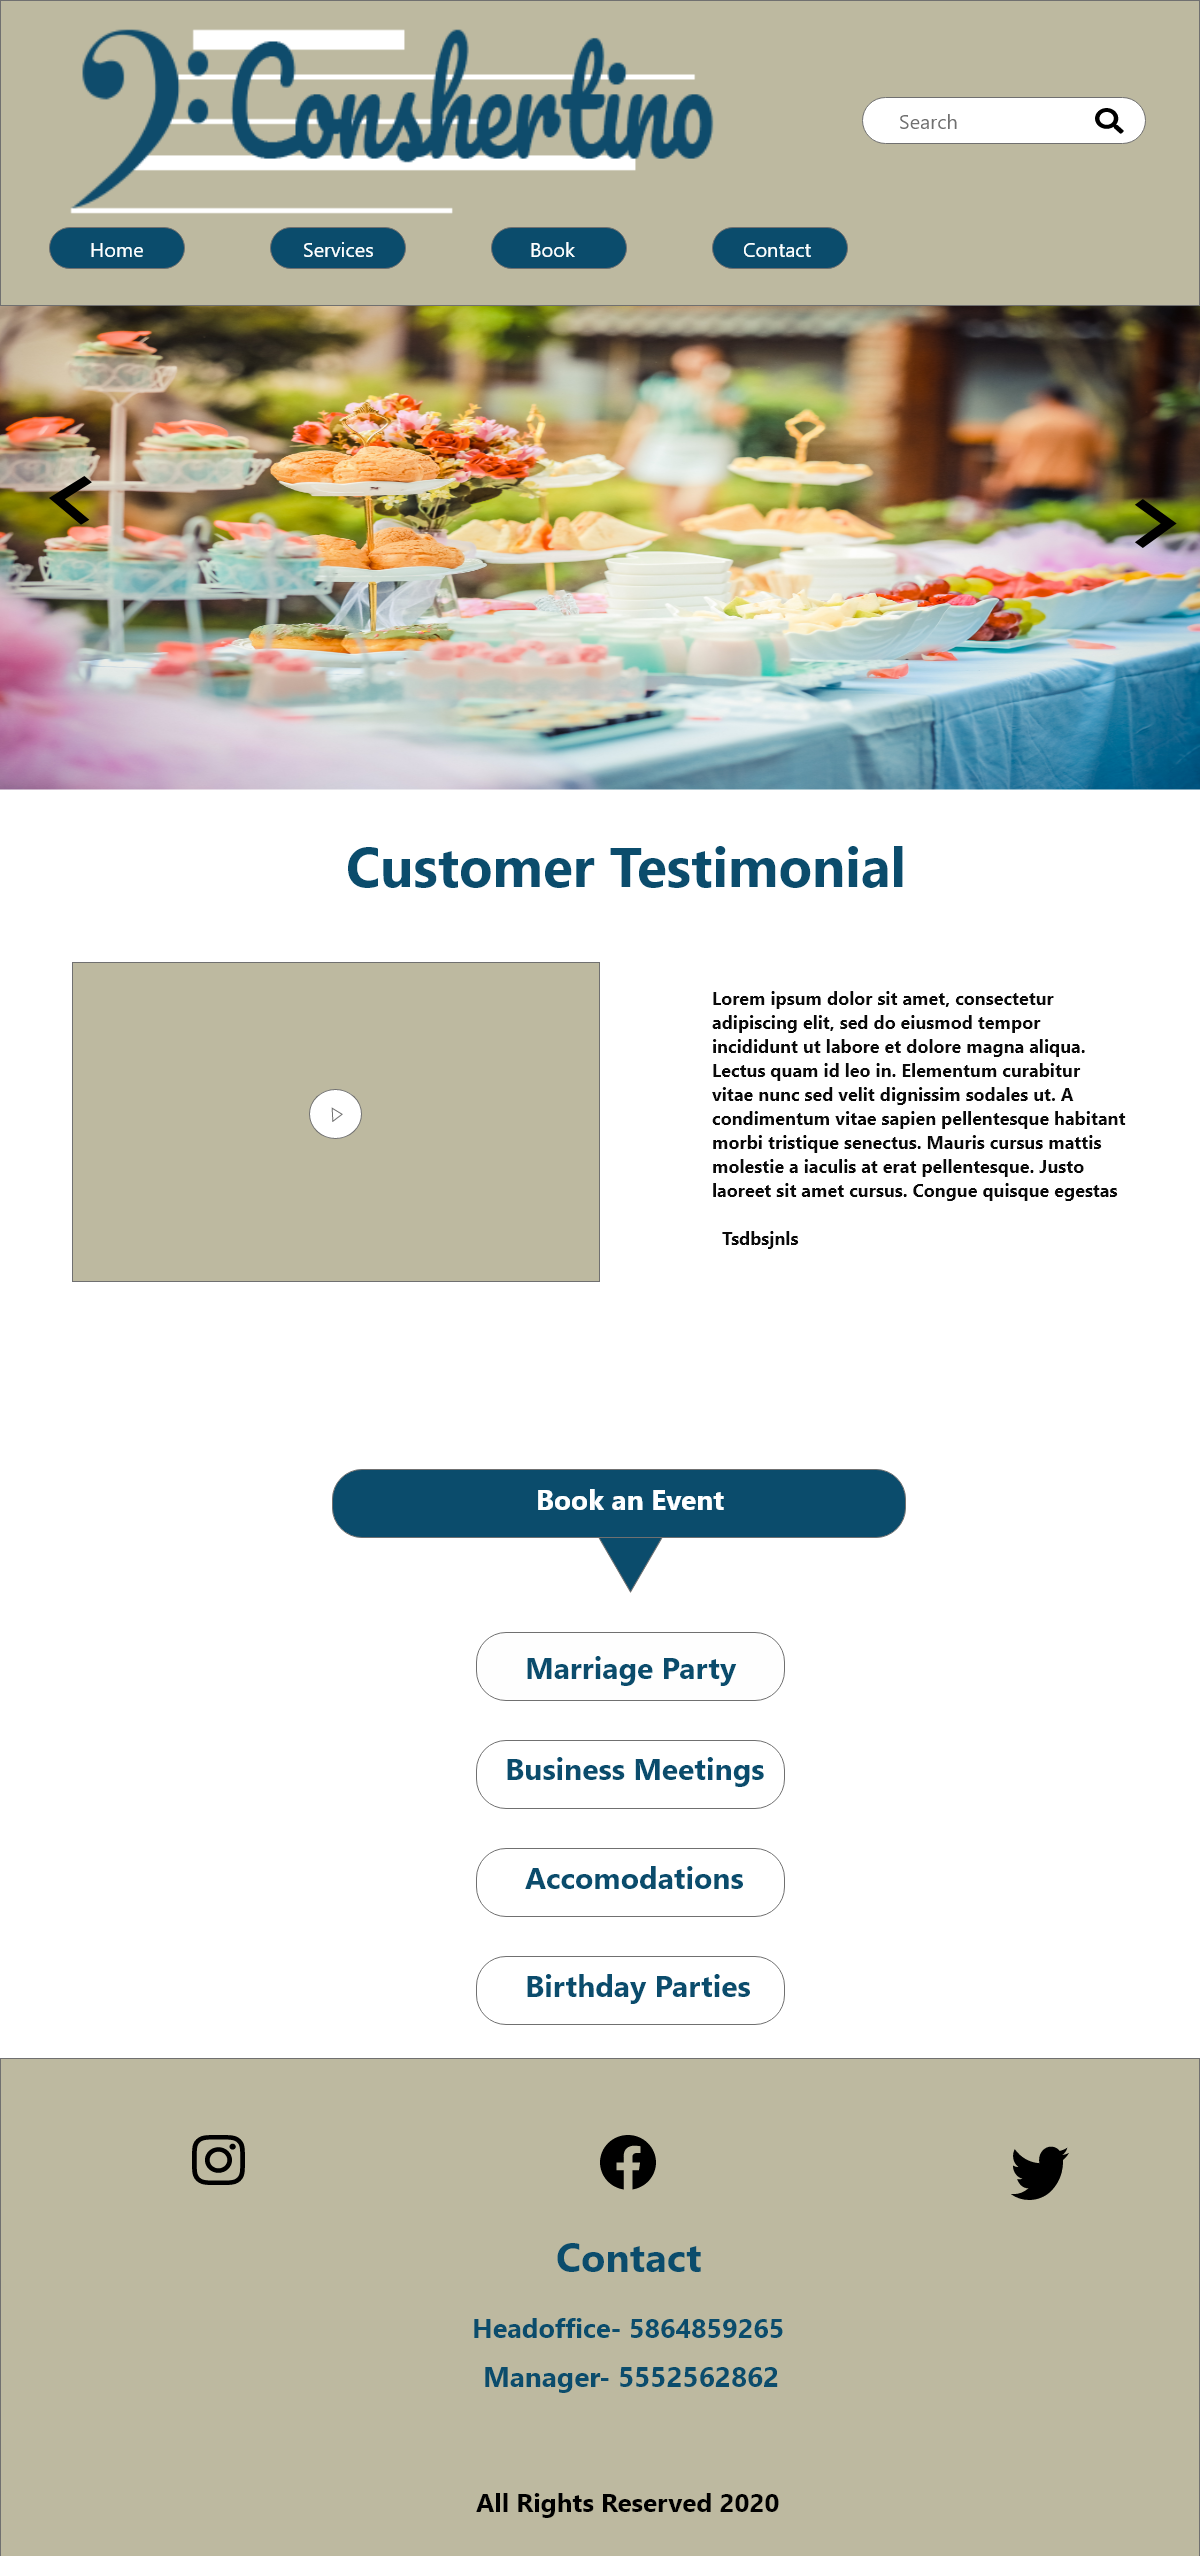 Conshertino
Search
Home
Services
Book
Contact
Customer Testimonial
Lorem ipsum dolor sit amet, consectetur
adipiscing elit, sed do eiusmod tempor
incididunt ut labore et dolore magna aliqua.
Lectus quam id leo in. Elementum curabitur
vitae nunc sed velit dignissim sodales ut. A
condimentum vitae sapien pellentesque habitant
morbi tristique senectus. Mauris cursus mattis
molestie a iaculis at erat pellentesque. Justo
laoreet sit amet cursus. Congue quisque egestas
Tsdbsjnls
Book an Event
Marriage Party
Business Meetings
Accomodations
Birthday Parties
Contact
Headoffice- 5864859265
Manager- 5552562862
All Rights Reserved 2020